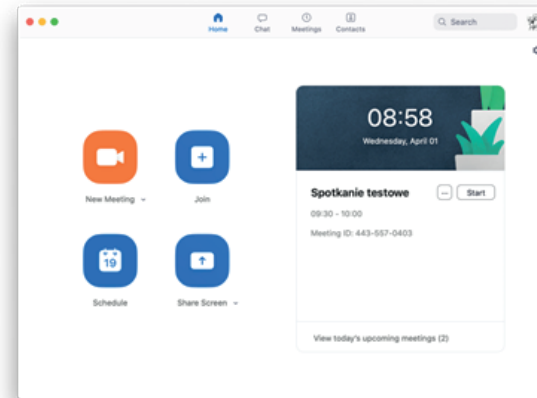 Home Chat Meetings Contacts Search
08:58
Wednesday, April 01
New Meeting Join
Spotkanie testowe ... Start
09:30 - 10:00
Meeting ID: 443-557-0403
19
Schedule Share Screen
View today's upcoming meetings (2)